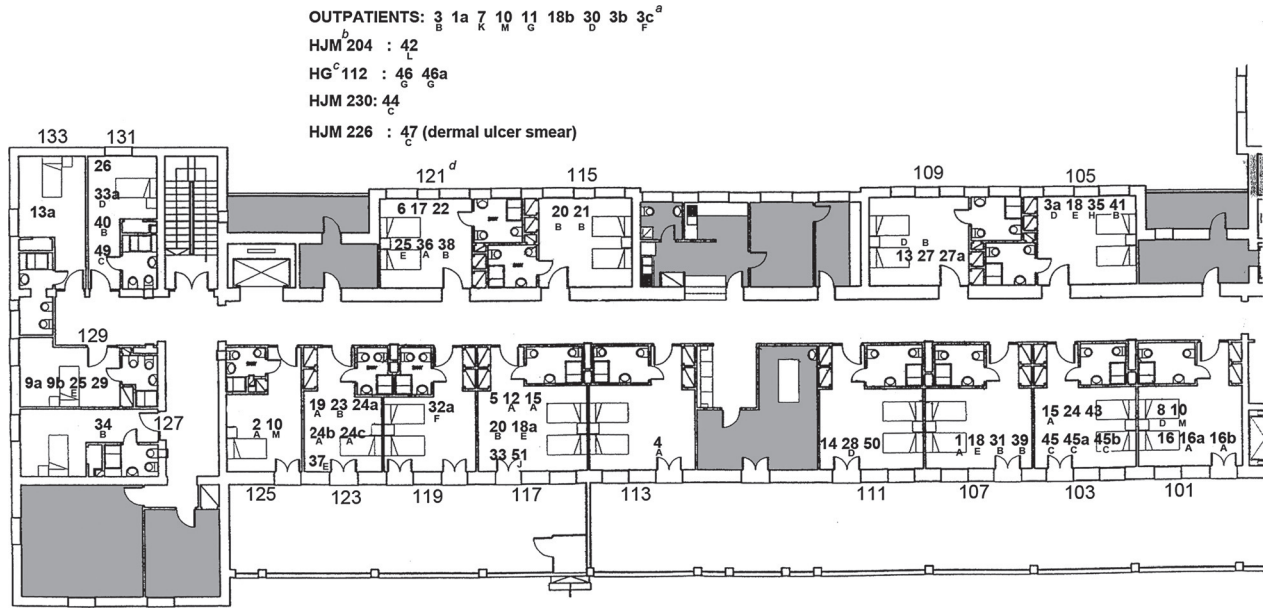 OUTPATIENTS: 3 1a 7 10 11 18b 30 3b 3c a
B K M G D F
HJM b 204 : 42
L
HG c 112 : 46 46a
G G
HJM 230: 44
C
HJM 226 : 47 (dermal ulcer smear)
C
133 131
26
33a
D
13a
40
B
49
C
121 d 115 109 105
6 17 22
25 36 38
E A B
20 21
B B
D B
13 27 27a
3a 18 35 41
D E H B
129
9a 9b 25 29
E
34
B
127
2 10
A M
19 23 24a
A B
24b 24c
A A
37
E
32a
F
5 12 15
A A
20 18a
B E
33 51
J
4
A
14 28 50
D
1 18 31 39
A E B B
15 24 43
A
45 45a 45b
C C C
8 10
D M
16 16a 16b
A A
125 123 119 117 113 111 107 103 101